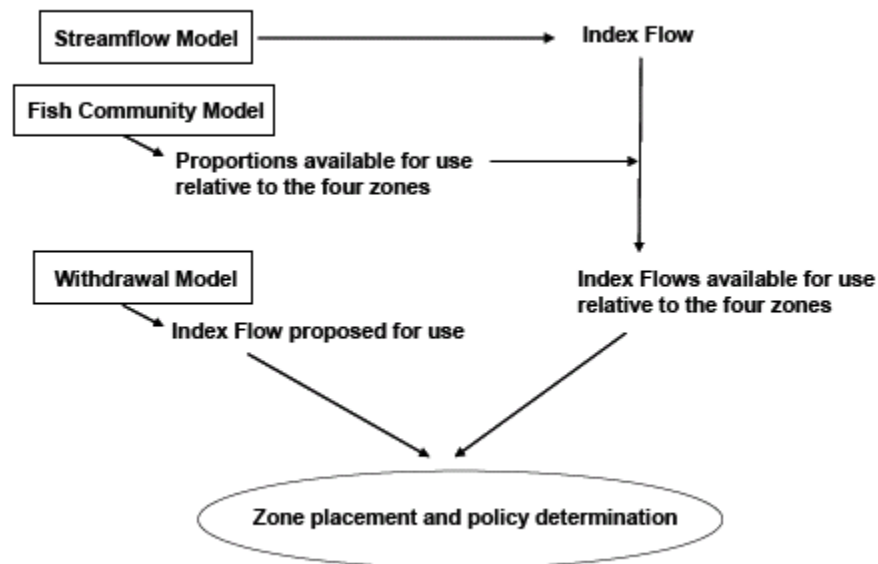 Streamflow Model
Index Flow
Fish Community Model
Proportions available for use
relative to the four zones
Withdrawal Model
Index Flow proposed for use
Index Flows available for use
relative to the four zones
Zone placement and policy determination